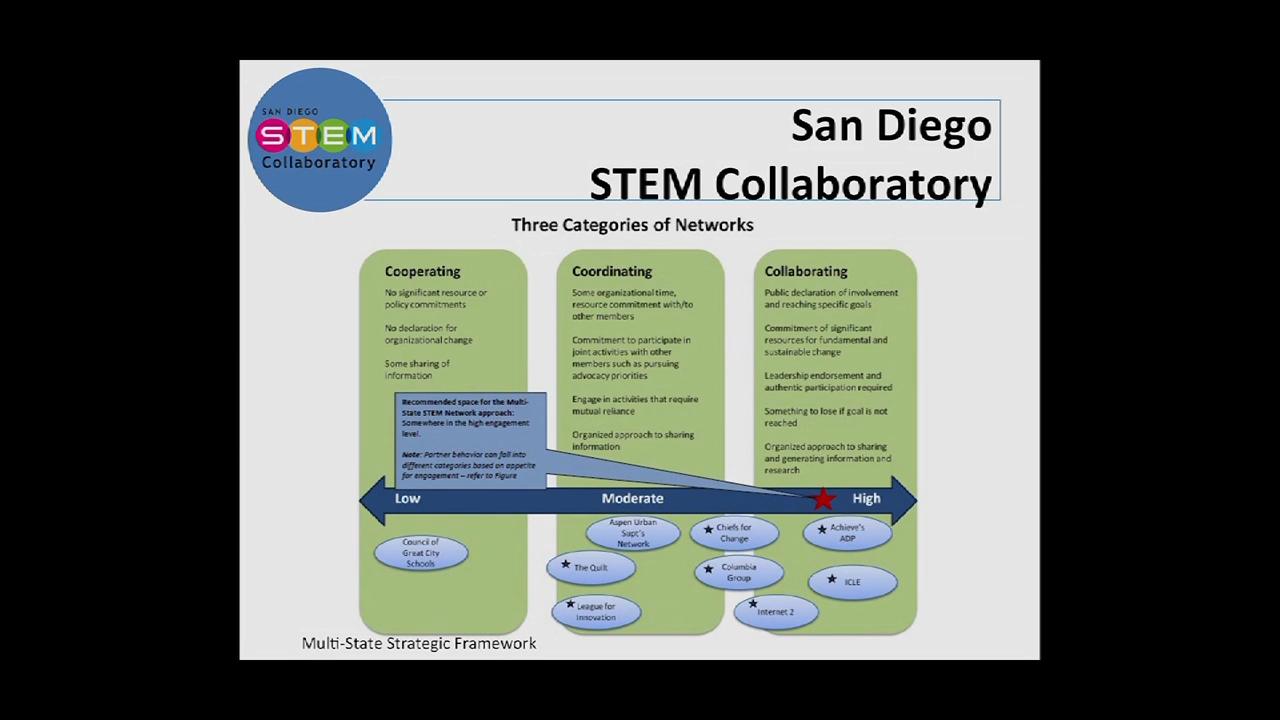 SAN DIEGO
STEM
Collaboratory
San Diego
STEM Collaboratory
Three Categories of Networks
Cooperating
No significant resource or
policy commitments
No declaration for
organizational change
Some sharing of
information
Recommended space for the Multi-
State STEM Network approach:
Somewhere in the high engagement
level.
Note: Partner behavior can fall into
different categories based on appetite
for engagement – refer to Figure
Coordinating
Some organizational time,
resource commitment with/to
other members
Commitment to participate in
joint activities with other
members such as pursuing
advocacy priorities
Engage in activities that require
mutual reliance
Organized approach to sharing
information
Collaborating
Public declaration of involvement
and reaching specific goals
Commitment of significant
resources for fundamental and
sustainable change
Leadership endorsement and
authentic participation required
Something to lose if goal is not
reached
Organized approach to sharing
and generating information and
research
Low
Moderate
High
Council of
Great City
Schools
Aspen Urban
Supt's
Network
The Quilt
League for
Innovation
Chiefs for
Change
Columbia
Group
Internet 2
Achieve's
ADP
ICLE
Multi-State Strategic Framework